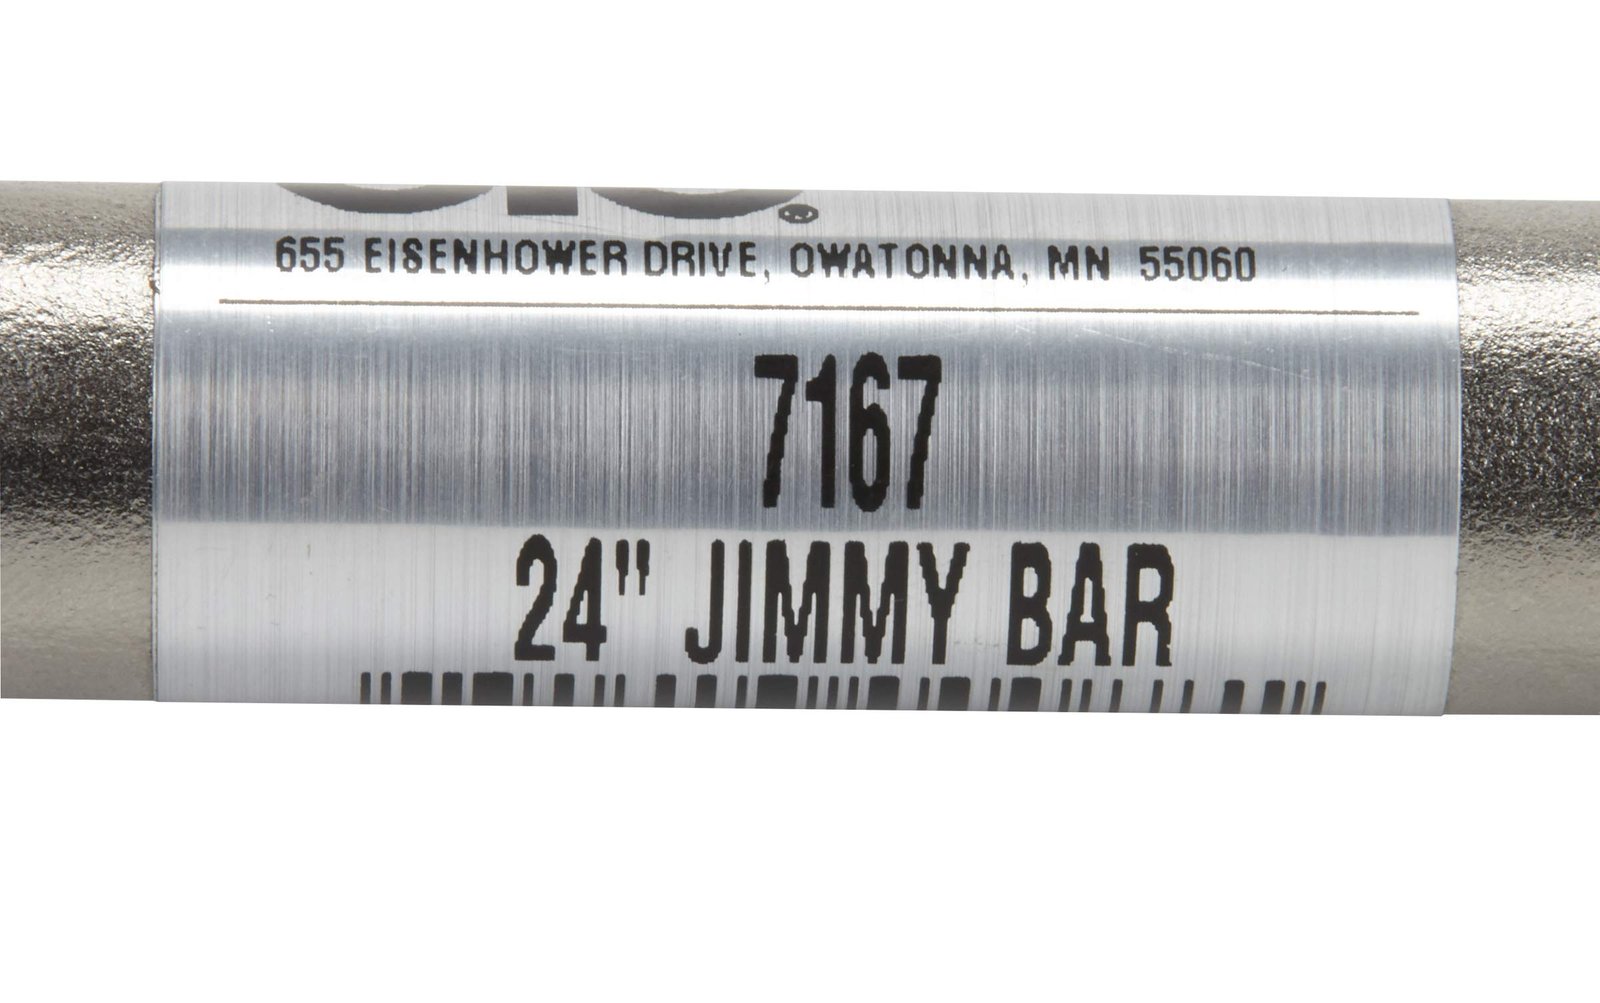 655 EISENHOWER DRIVE, OWATONNA, MN 55060
7167
24" JIMMY BAR